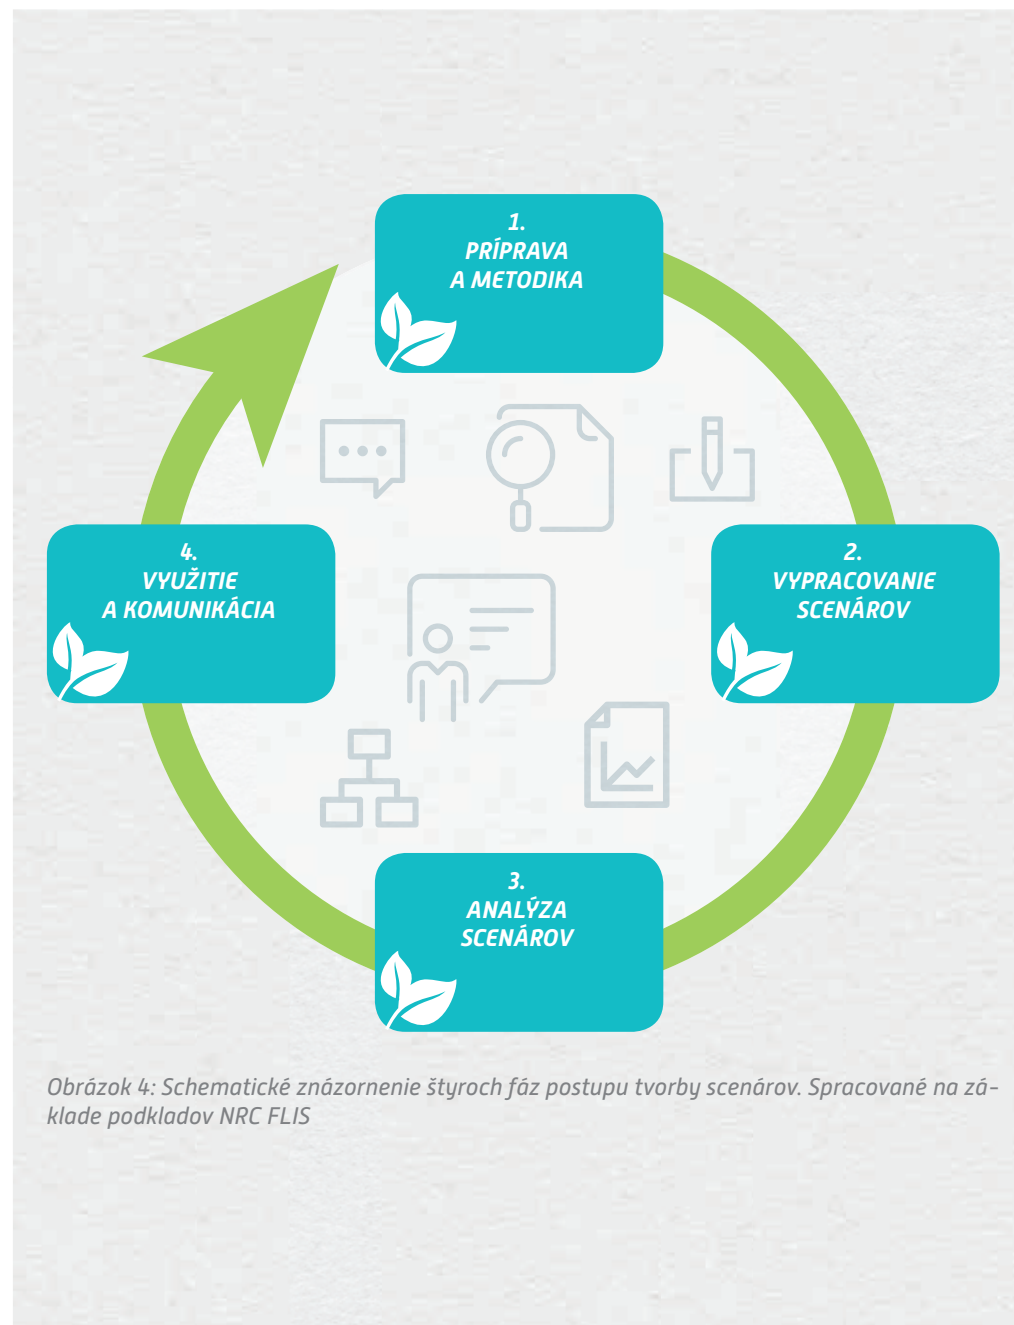 1.
PRÍPRAVA
A METODIKA
4.
VYUŽITIE
A KOMUNIKÁCIA
2.
VYPRACOVANIE
SCENÁROV
3.
ANALÝZA
SCENÁROV
Obrázok 4: Schematické znázornenie štyroch fáz postupu tvorby scenárov. Spracované na zá-
klade podkladov NRC FLIS